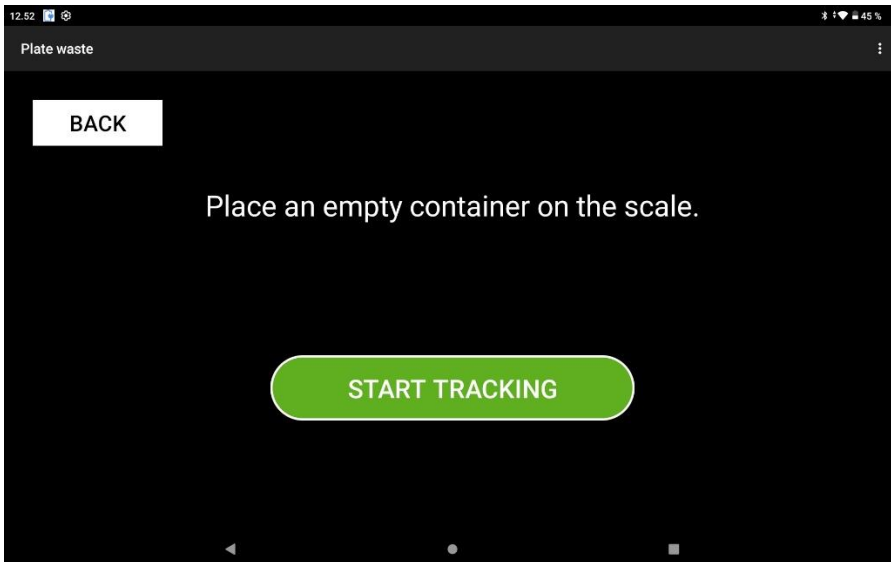 12.52
45 %
Plate waste
BACK
Place an empty container on the scale.
START TRACKING